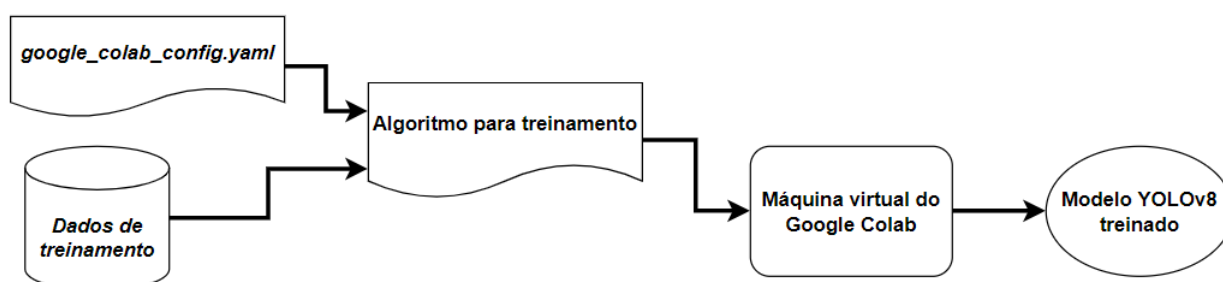 google_colab_config.yaml
Algoritmo para treinamento
Dados de
treinamento
Máquina virtual do
Google Colab
Modelo YOLOv8
treinado